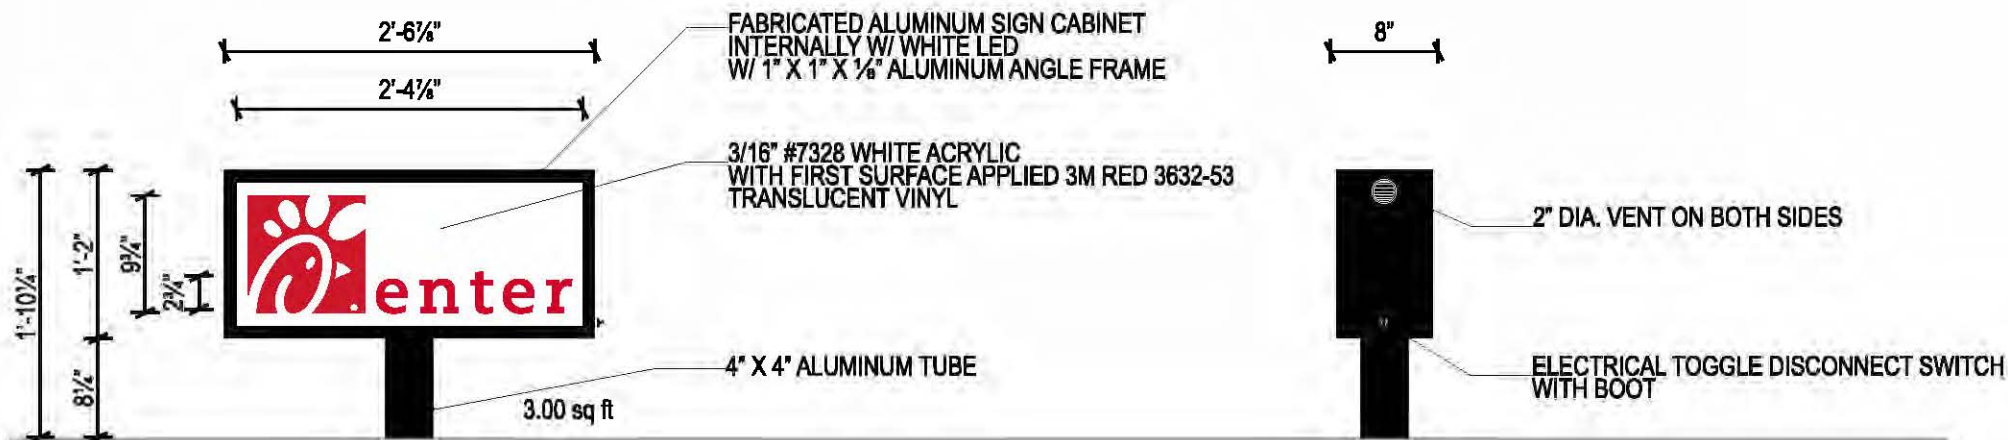 2'-6⅞"
2'-4⅞"
FABRICATED ALUMINUM SIGN CABINET
INTERNALLY W/ WHITE LED
W/ 1" X 1" X ⅛" ALUMINUM ANGLE FRAME
3/16" #7328 WHITE ACRYLIC
WITH FIRST SURFACE APPLIED 3M RED 3632-53
TRANSLUCENT VINYL
1'-10¼"
1'-2"
9¾"
2¾"
8¼"
enter
4" X 4" ALUMINUM TUBE
3.00 sq ft
8"
2" DIA. VENT ON BOTH SIDES
ELECTRICAL TOGGLE DISCONNECT SWITCH
WITH BOOT